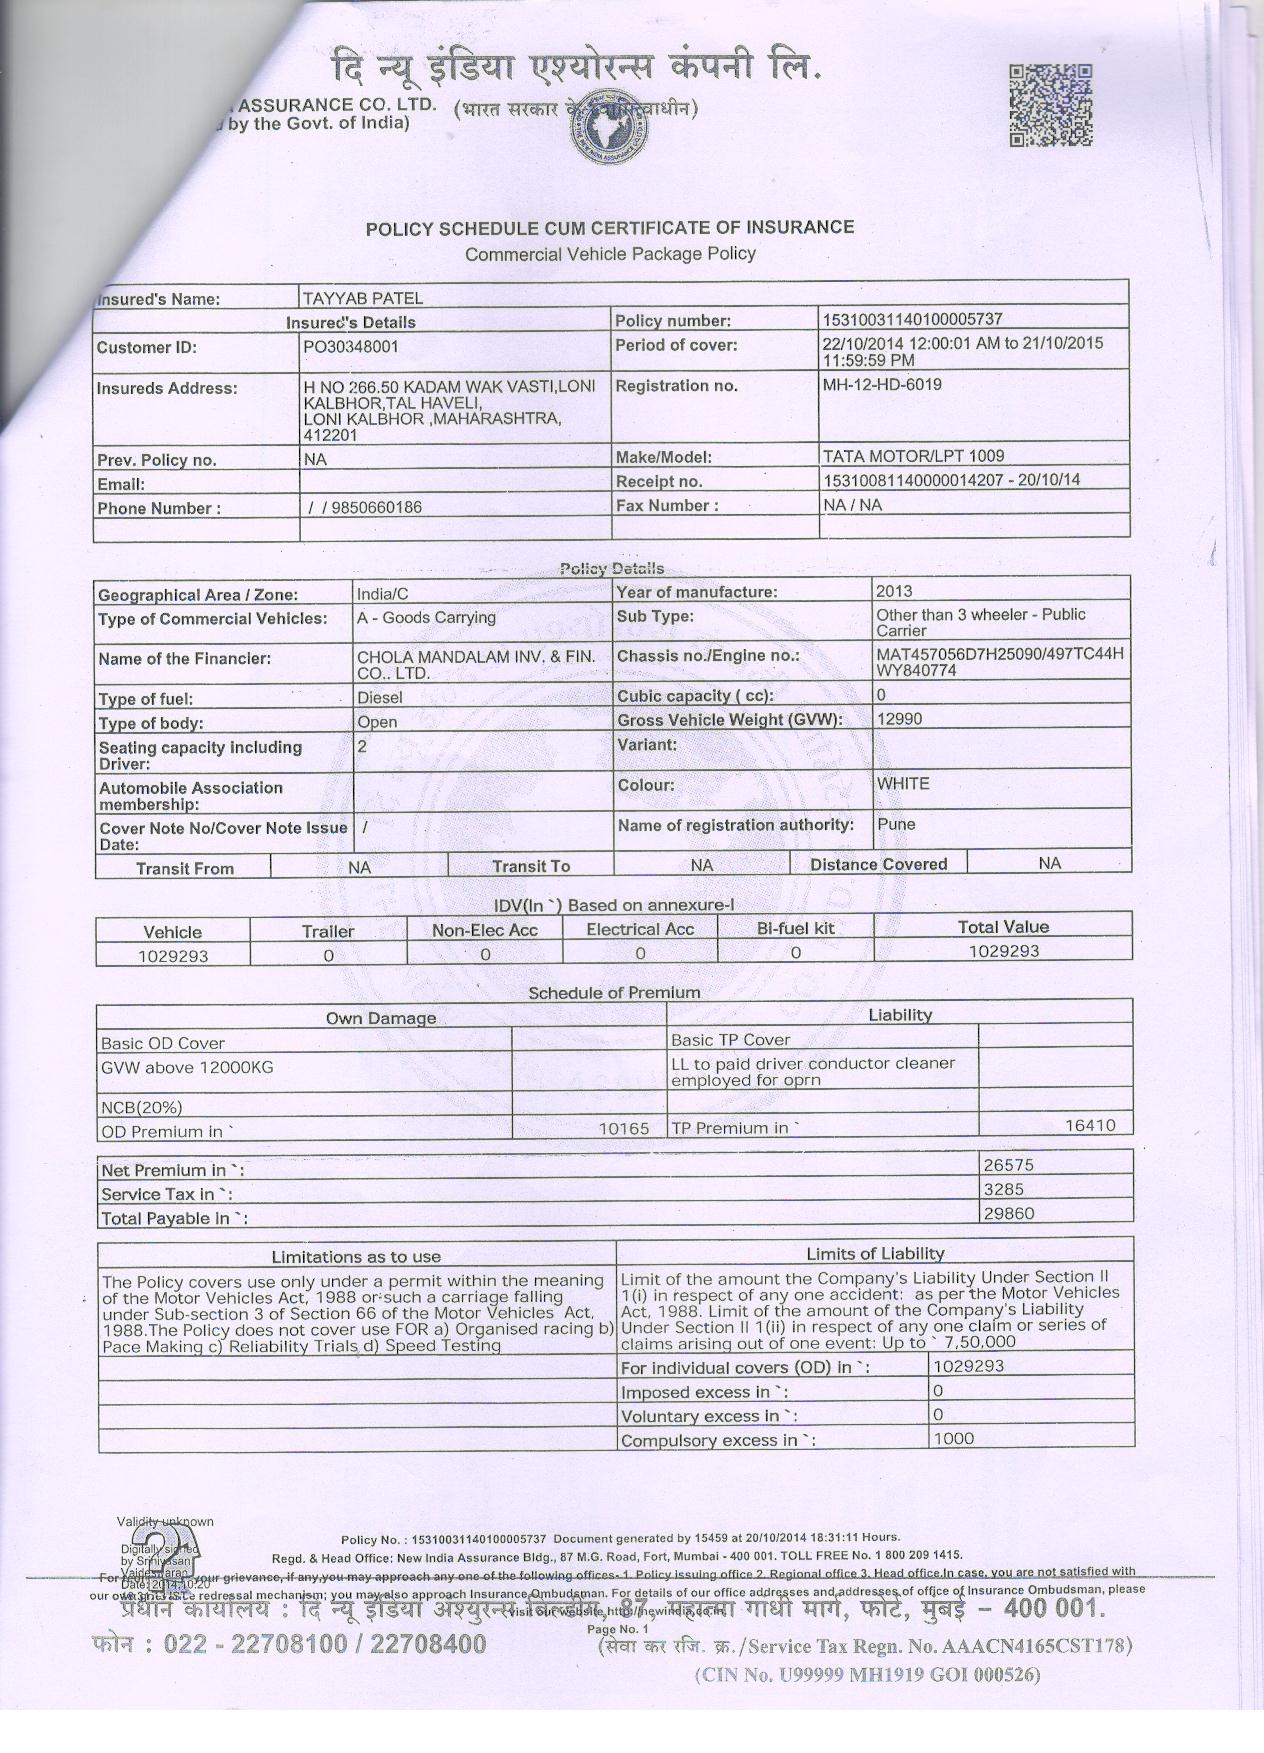 दि न्यू इंडिया एश्योरन्स कंपनी लि.
ASSURANCE CO. LTD. (भारत सरकार के
by the Govt. of India)
POLICY SCHEDULE CUM CERTIFICATE OF INSURANCE
Commercial Vehicle Package Policy
Insured's Name: TAYYAB PATEL
Insured's Details Policy number: 15310031140100005737
Customer ID: PO30348001 Period of cover: 22/10/2014 12:00:01 AM to 21/10/2015
11:59:59 PM
Insureds Address: H NO 266.50 KADAM WAK VASTI,LONI Registration no. MH-12-HD-6019
KALBHOR,TAL HAVELI,
LONI KALBHOR ,MAHARASHTRA,
412201
Prev. Policy no. NA Make/Model: TATA MOTOR/LPT 1009
Email: Receipt no. 15310081140000014207 - 20/10/14
Phone Number : / / 9850660186 Fax Number : NA / NA
Policy Details
Geographical Area / Zone: India/C Year of manufacture: 2013
Type of Commercial Vehicles: A - Goods Carrying Sub Type: Other than 3 wheeler - Public
Carrier
Name of the Financier: CHOLA MANDALAM INV. & FIN. Chassis no./Engine no.: MAT457056D7H25090/497TC44H
CO.. LTD. WY840774
Type of fuel: Diesel Cubic capacity ( cc): 0
Type of body: Open Gross Vehicle Weight (GVW): 12990
Seating capacity including 2 Variant:
Driver:
Automobile Association Colour: WHITE
membership:
Cover Note No/Cover Note Issue / Name of registration authority: Pune
Date:
Transit From NA Transit To NA Distance Covered NA
IDV(In `) Based on annexure-I
Vehicle Trailer Non-Elec Acc Electrical Acc Bi-fuel kit Total Value
1029293 0 0 0 0 1029293
Schedule of Premium
Own Damage Liability
Basic OD Cover Basic TP Cover
GVW above 12000KG LL to paid driver conductor cleaner
employed for oprn
NCB(20%)
OD Premium in ` 10165 TP Premium in ` 16410
Net Premium in `: 26575
Service Tax in `: 3285
Total Payable in `: 29860
Limitations as to use Limits of Liability
The Policy covers use only under a permit within the meaning Limit of the amount the Company's Liability Under Section II
of the Motor Vehicles Act, 1988 or such a carriage falling 1(i) in respect of any one accident: as per the Motor Vehicles
under Sub-section 3 of Section 66 of the Motor Vehicles Act, Act, 1988. Limit of the amount of the Company's Liability
1988.The Policy does not cover use FOR a) Organised racing b) Under Section II 1(ii) in respect of any one claim or series of
Pace Making c) Reliability Trials d) Speed Testing claims arising out of one event: Up to ` 7,50,000
For individual covers (OD) in `: 1029293
Imposed excess in `: 0
Voluntary excess in `: 0
Compulsory excess in `: 1000
Validity unknown
Digitally signed
by Srinivasan
Vaideswaran
Date: 2014.10.20
Policy No. : 15310031140100005737 Document generated by 15459 at 20/10/2014 18:31:11 Hours.
Regd. & Head Office: New India Assurance Bldg., 87 M.G. Road, Fort, Mumbai - 400 001. TOLL FREE No. 1 800 209 1415.
your grievance, if any,you may approach any one of the following offices- 1. Policy issuing office 2. Regional office 3. Head office.In case, you are not satisfied with
our own grievance redressal mechanism; you may also approach Insurance Ombudsman. For details of our office addresses and addresses of office of Insurance Ombudsman, please
visit our website http://newindia.co.in.
प्रधान कार्यालय : दि न्यू इंडिया अश्युरन्स बिल्डींग, 87, महात्मा गांधी मार्ग, फोर्ट, मुंबई – 400 001.
Page No. 1
फोन : 022 - 22708100 / 22708400 (सेवा कर रजि. क्र./Service Tax Regn. No. AAACN4165CST178)
(CIN No. U99999 MH1919 GOI 000526)